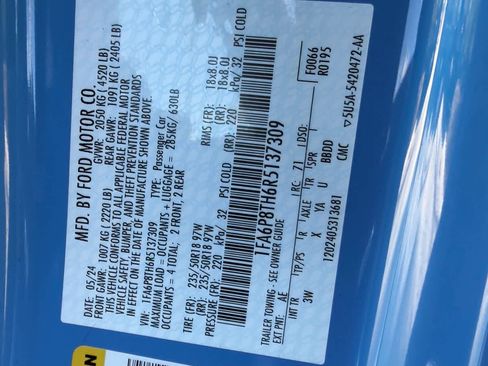 MFD. BY FORD MOTOR CO.
05/24 GVWR: 2050 KG ( 4520 LB)
FRONT GAWR: 1007 KG ( 2220 LB) REAR GAWR: 1091 KG ( 2405 LB)
THIS VEHICLE CONFORMS TO ALL APPLICABLE FEDERAL MOTOR
VEHICLE SAFETY, BUMPER, AND THEFT PREVENTION STANDARDS
IN EFFECT ON THE DATE OF MANUFACTURE SHOWN ABOVE.
VIN: 1FA6P8TH6R5137309 TYPE: Passenger Car
MAXIMUM LOAD = OCCUPANTS + LUGGAGE = 285KG/ 630LB
OCCUPANTS = 4 TOTAL: 2 FRONT, 2 REAR
TIRE (FR): 235/50R18 97W RIMS (FR): 18x8.0J
(RR): 235/50R18 97W (RR): 18x8.0J
PRESSURE (FR): 220 kPa/ 32 PSI COLD (RR): 220 kPa/ 32 PSI COLD
1FA6P8TH6R5137309
F0066
R0195
TRAILER TOWING - SEE OWNER GUIDE
EXT PNT: AE RC: 71 DSO:
INT TR TP/PS R AXLE TR SPR
3W X YA U BBDD
1202405313681 CMC
5U5A-5420472-AA